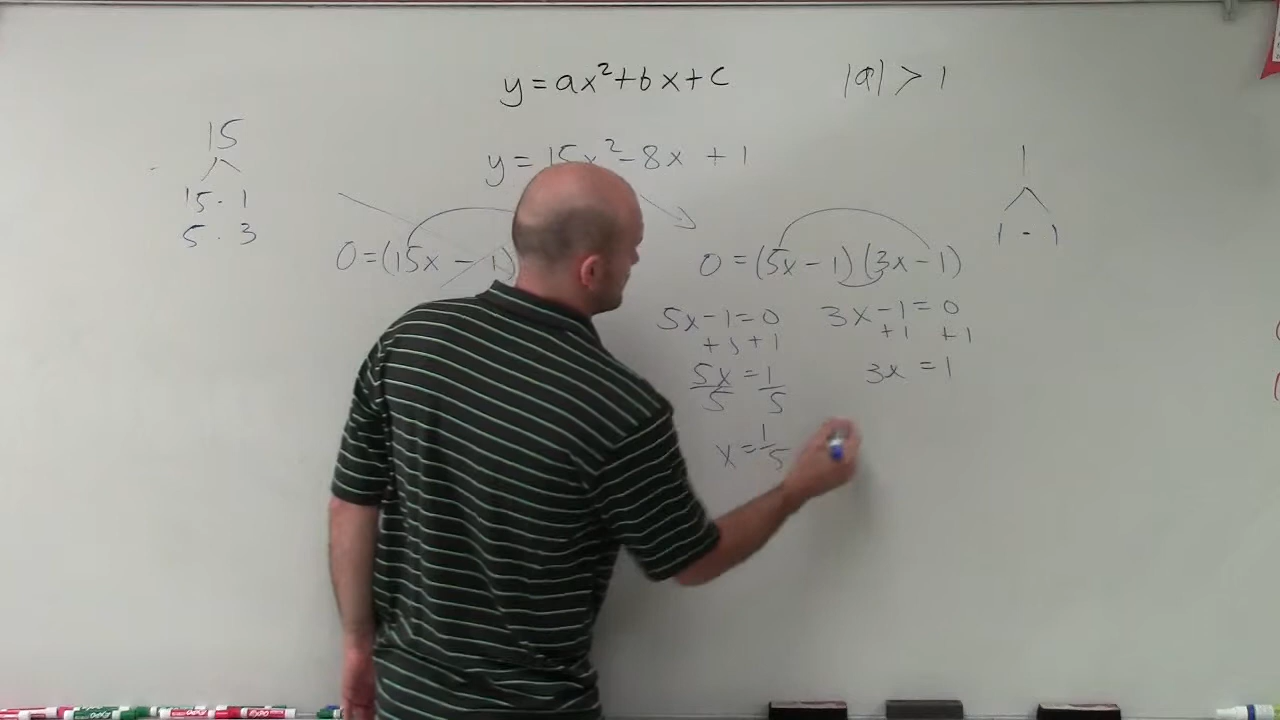 y = ax² + bx + c
|a| > 1
15
15 · 1
5 · 3
y = 15x² - 8x + 1
1
1 · 1
0 = (15x - 1)
0 = (5x - 1)(3x - 1)
5x - 1 = 0
+1 +1
5x/5 = 1/5
x = 1/5
3x - 1 = 0
+1 +1
3x = 1
EXPO